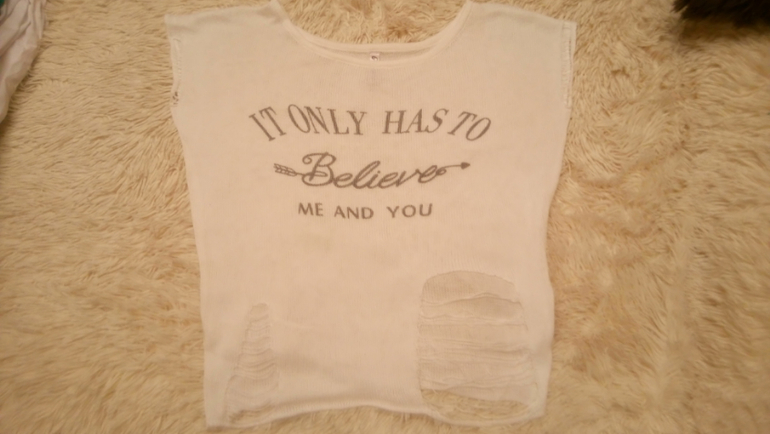 IT ONLY HAS TO
Believe
ME AND YOU